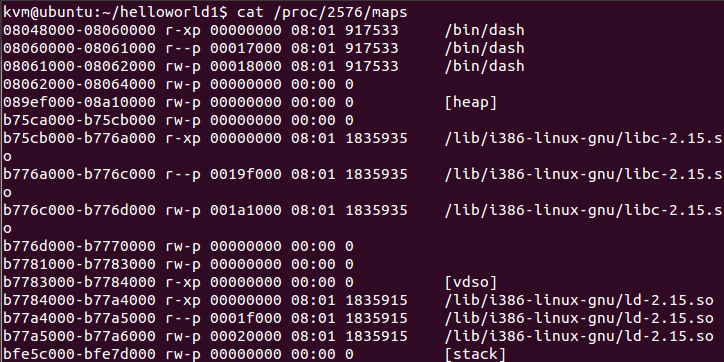 kvm@ubuntu:~/helloworld1$ cat /proc/2576/maps
08048000-08060000 r-xp 00000000 08:01 917533     /bin/dash
08060000-08061000 r--p 00017000 08:01 917533     /bin/dash
08061000-08062000 rw-p 00018000 08:01 917533     /bin/dash
08062000-08064000 rw-p 00000000 00:00 0
089ef000-08a10000 rw-p 00000000 00:00 0          [heap]
b75ca000-b75cb000 rw-p 00000000 00:00 0
b75cb000-b776a000 r-xp 00000000 08:01 1835935    /lib/i386-linux-gnu/libc-2.15.s
o
b776a000-b776c000 r--p 0019f000 08:01 1835935    /lib/i386-linux-gnu/libc-2.15.s
o
b776c000-b776d000 rw-p 001a1000 08:01 1835935    /lib/i386-linux-gnu/libc-2.15.s
o
b776d000-b7770000 rw-p 00000000 00:00 0
b7781000-b7783000 rw-p 00000000 00:00 0
b7783000-b7784000 r-xp 00000000 00:00 0          [vdso]
b7784000-b77a4000 r-xp 00000000 08:01 1835915    /lib/i386-linux-gnu/ld-2.15.so
b77a4000-b77a5000 r--p 0001f000 08:01 1835915    /lib/i386-linux-gnu/ld-2.15.so
b77a5000-b77a6000 rw-p 00020000 08:01 1835915    /lib/i386-linux-gnu/ld-2.15.so
bfe5c000-bfe7d000 rw-p 00000000 00:00 0          [stack]